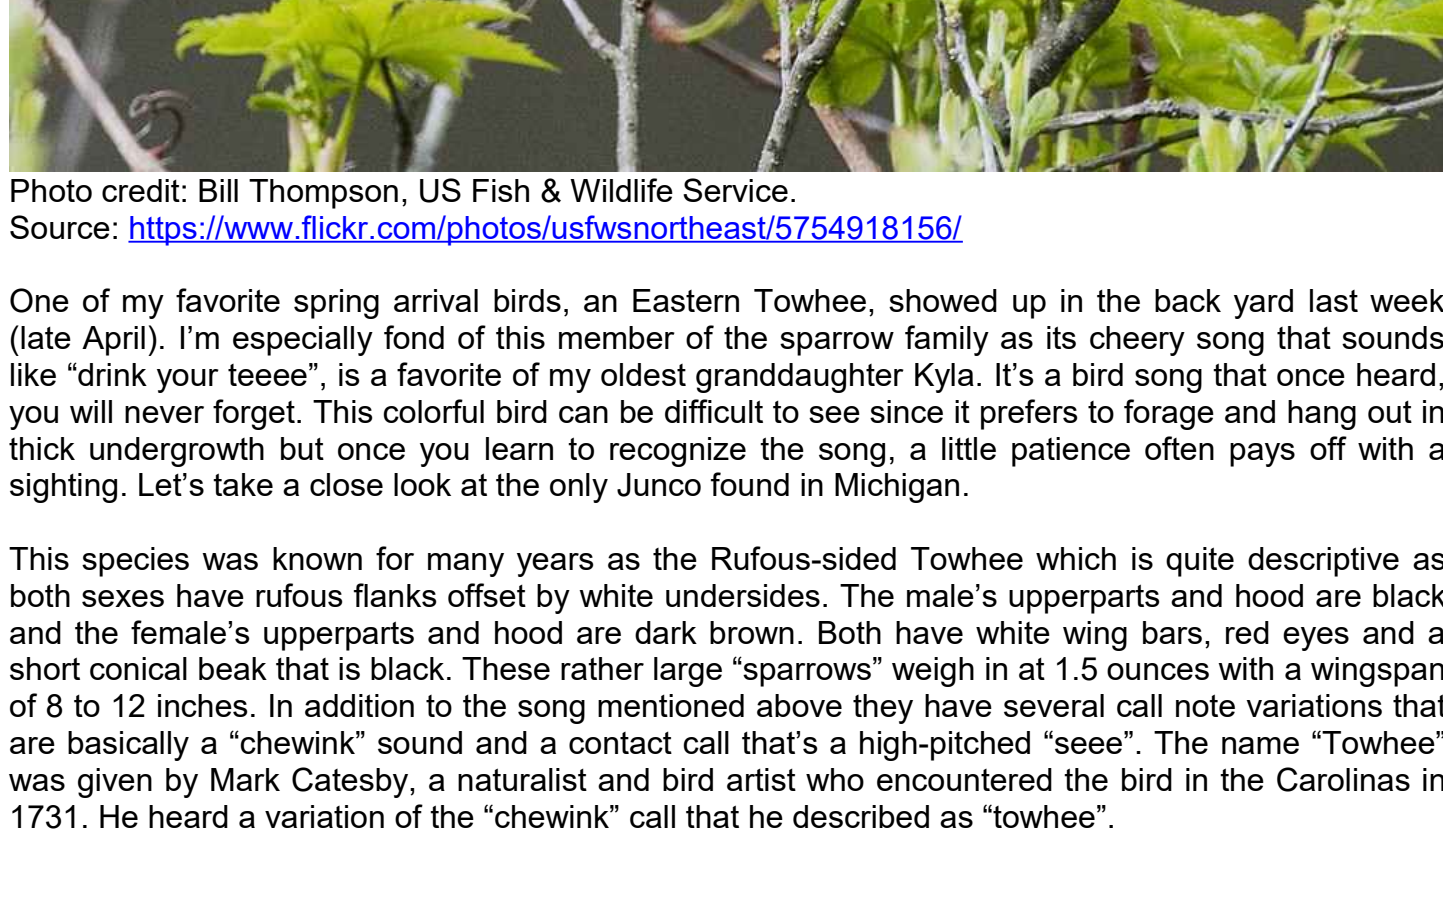 Photo credit: Bill Thompson, US Fish & Wildlife Service.
Source: https://www.flickr.com/photos/usfwsnortheast/5754918156/
One of my favorite spring arrival birds, an Eastern Towhee, showed up in the back yard last week
(late April). I’m especially fond of this member of the sparrow family as its cheery song that sounds
like “drink your teeee”, is a favorite of my oldest granddaughter Kyla. It’s a bird song that once heard,
you will never forget. This colorful bird can be difficult to see since it prefers to forage and hang out in
thick undergrowth but once you learn to recognize the song, a little patience often pays off with a
sighting. Let’s take a close look at the only Junco found in Michigan.
This species was known for many years as the Rufous-sided Towhee which is quite descriptive as
both sexes have rufous flanks offset by white undersides. The male’s upperparts and hood are black
and the female’s upperparts and hood are dark brown. Both have white wing bars, red eyes and a
short conical beak that is black. These rather large “sparrows” weigh in at 1.5 ounces with a wingspan
of 8 to 12 inches. In addition to the song mentioned above they have several call note variations that
are basically a “chewink” sound and a contact call that’s a high-pitched “seee”. The name “Towhee”
was given by Mark Catesby, a naturalist and bird artist who encountered the bird in the Carolinas in
1731. He heard a variation of the “chewink” call that he described as “towhee”.